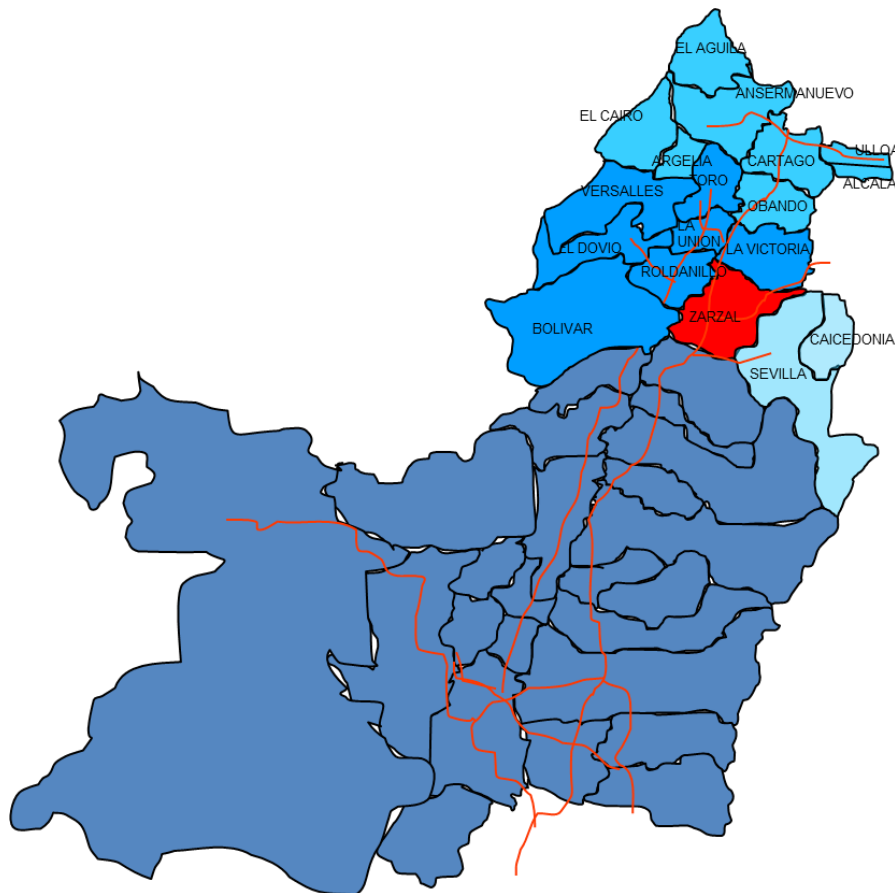 EL AGUILA
ANSERMANUEVO
EL CAIRO
ULLOA
ARGELIA
CARTAGO
TORO
ALCALA
VERSALLES
OBANDO
LA
UNION
EL DOVIO
LA VICTORIA
ROLDANILLO
ZARZAL
BOLIVAR
CAICEDONIA
SEVILLA